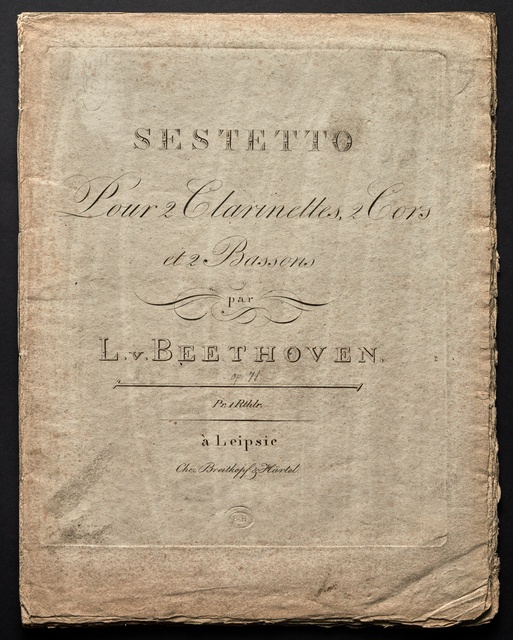 SESTETTO
Pour 2 Clarinettes, 2 Cors
et 2 Bassons
par
L. v. BEETHOVEN.
op. 71
Pr. 1 Rthlr.
à Leipsic
Chez Breitkopf & Härtel